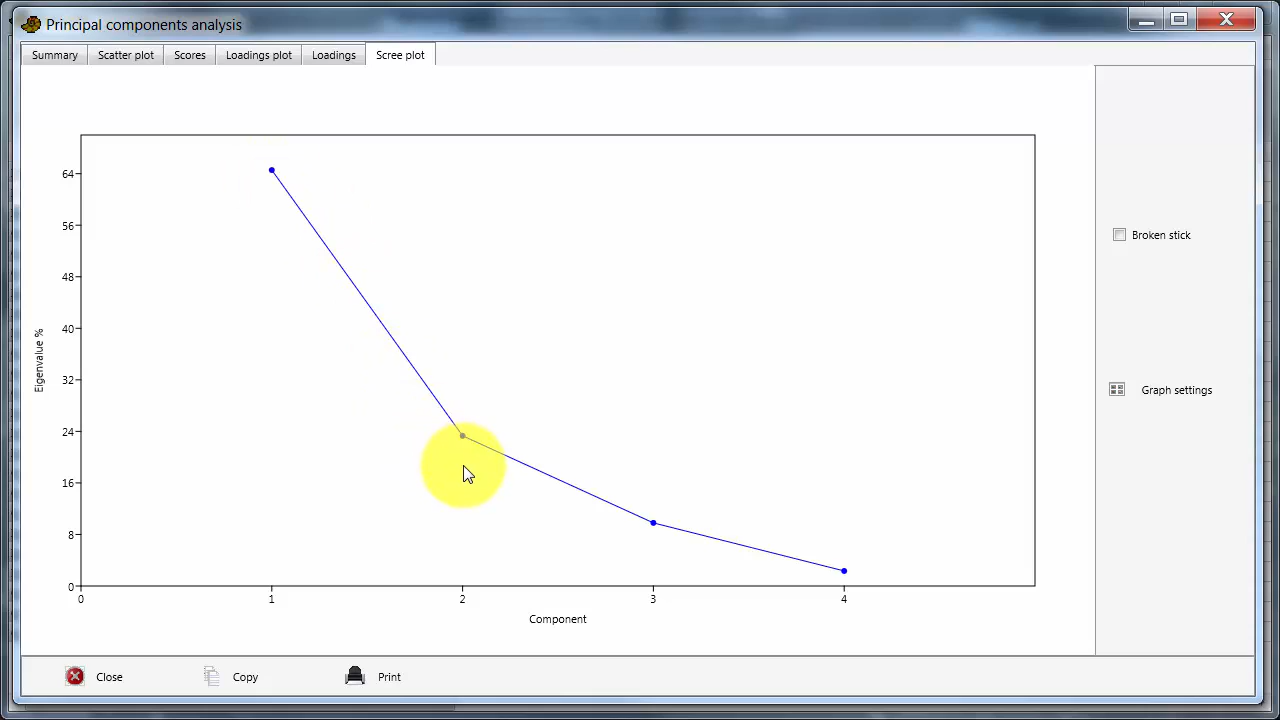 Principal components analysis
Summary Scatter plot Scores Loadings plot Loadings Scree plot
64
56
48
40
32
24
16
8
0
Eigenvalue %
0 1 2 3 4
Component
Broken stick
Graph settings
Close Copy Print